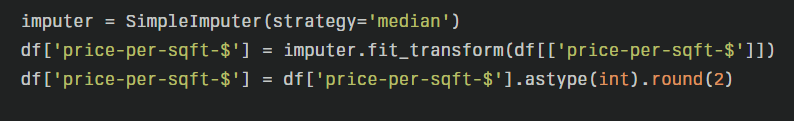 imputer = SimpleImputer(strategy='median')
df['price-per-sqft-$'] = imputer.fit_transform(df[['price-per-sqft-$']])
df['price-per-sqft-$'] = df['price-per-sqft-$'].astype(int).round(2)